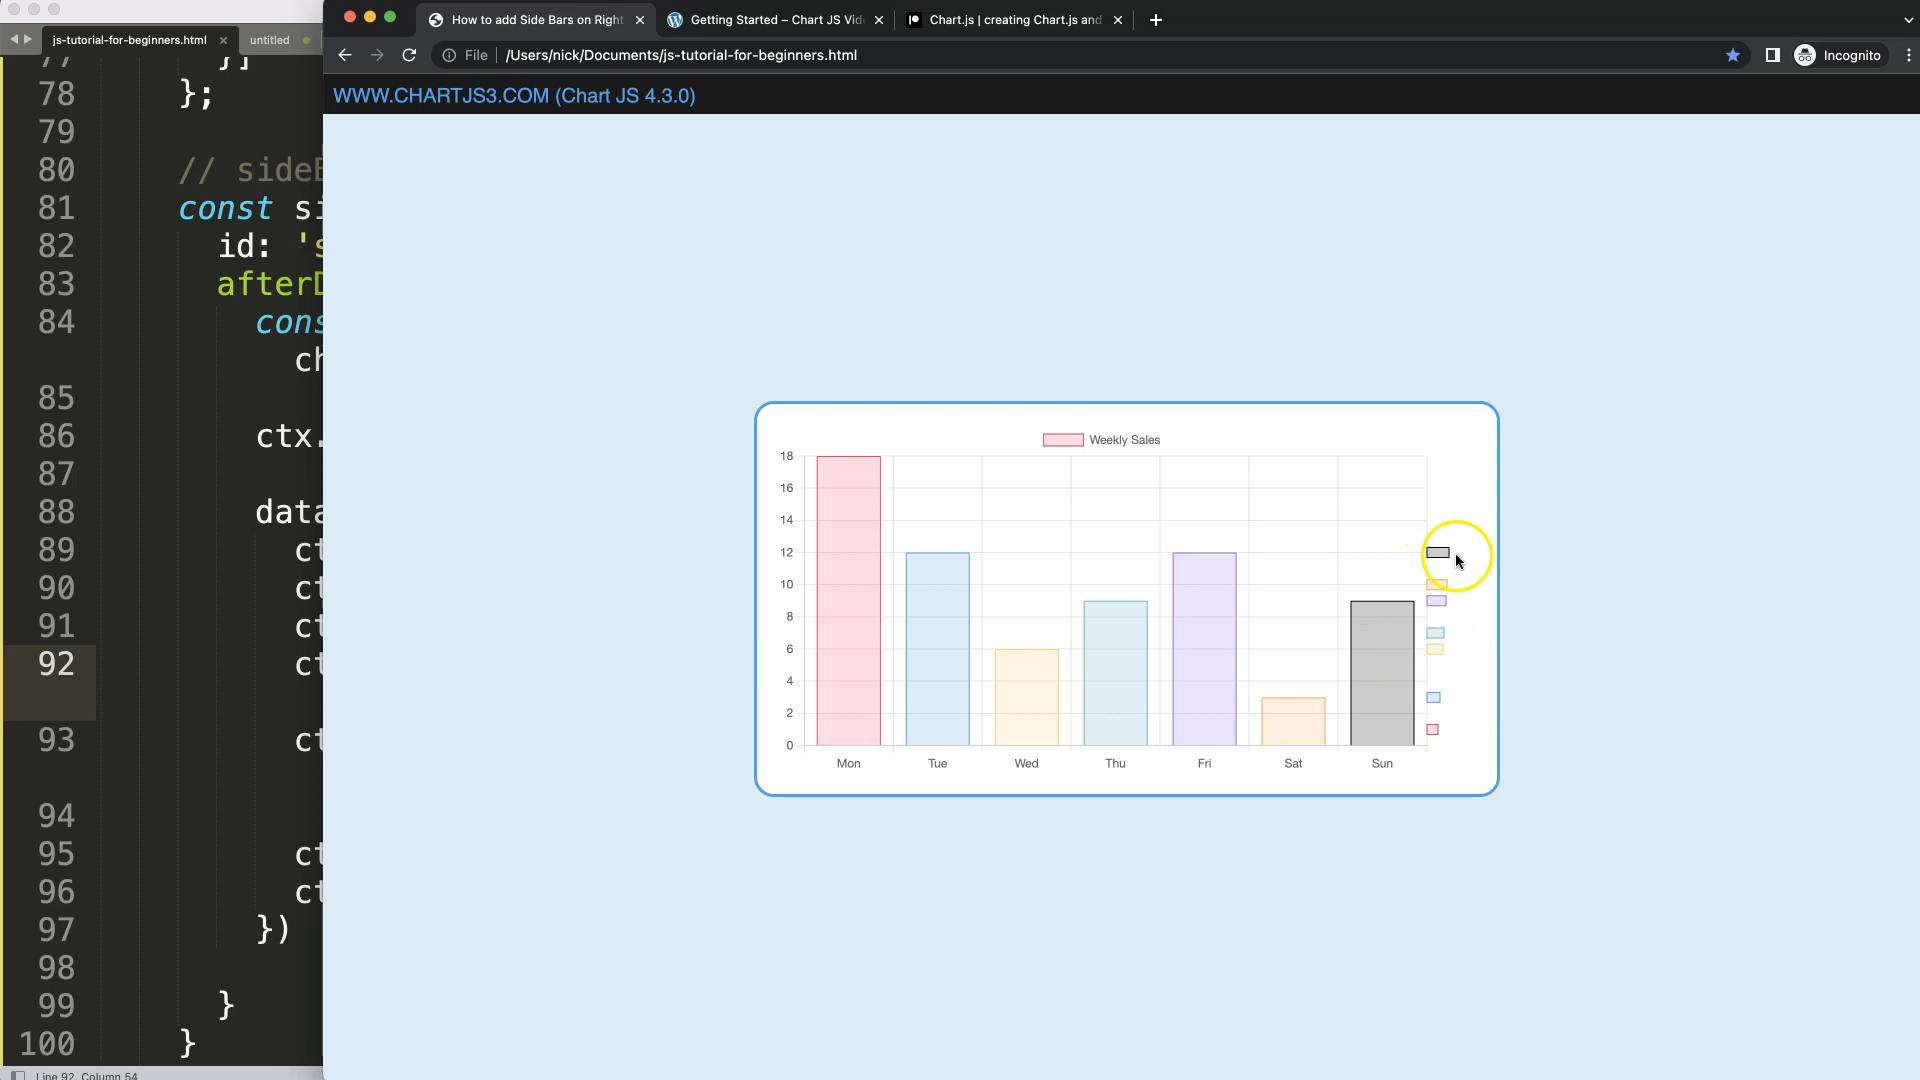 How to add Side Bars on Right
Getting Started – Chart JS Vid
Chart.js | creating Chart.js and
js-tutorial-for-beginners.html
untitled
File
/Users/nick/Documents/js-tutorial-for-beginners.html
Incognito
WWW.CHARTJS3.COM (Chart JS 4.3.0)
77 }]
78 };
79
80 // sideB
81 const si
82 id: 's
83 afterD
84 cons
ch
85
86 ctx.
87
88 data
89 ct
90 ct
91 ct
92 ct
93 ct
94
95 ct
96 ct
97 })
98
99 }
100 }
Line 92, Column 54
Weekly Sales
18
16
14
12
10
8
6
4
2
0
Mon Tue Wed Thu Fri Sat Sun